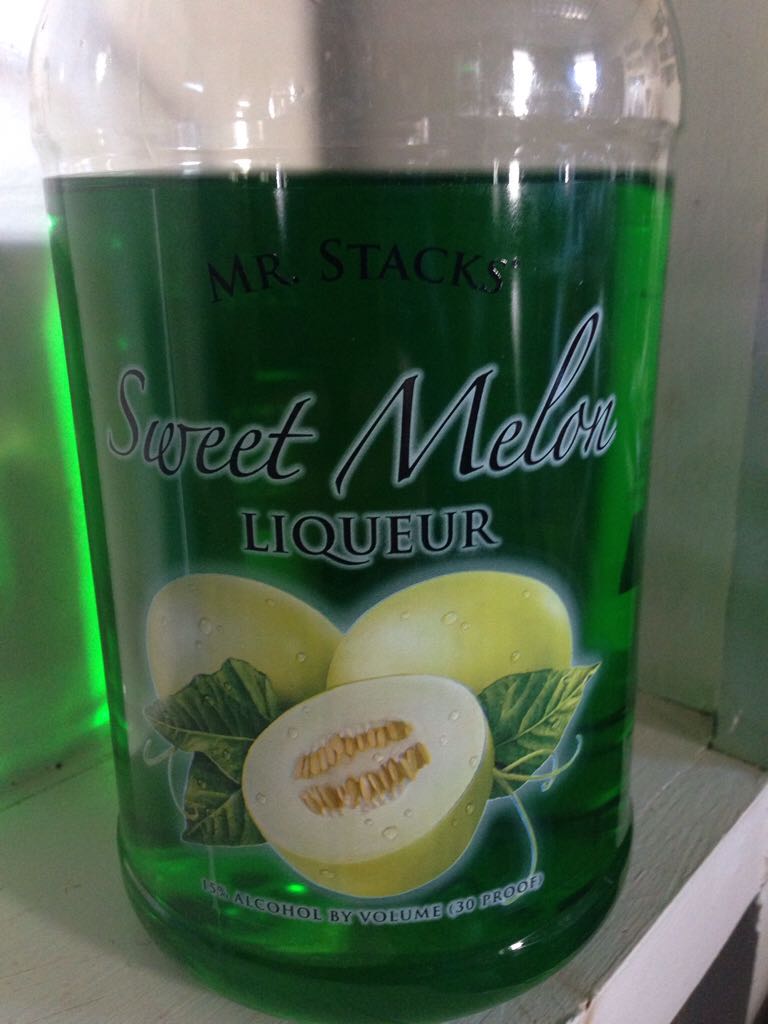 MR. STACKS'
Sweet Melon
LIQUEUR
15% ALCOHOL BY VOLUME (30 PROOF)